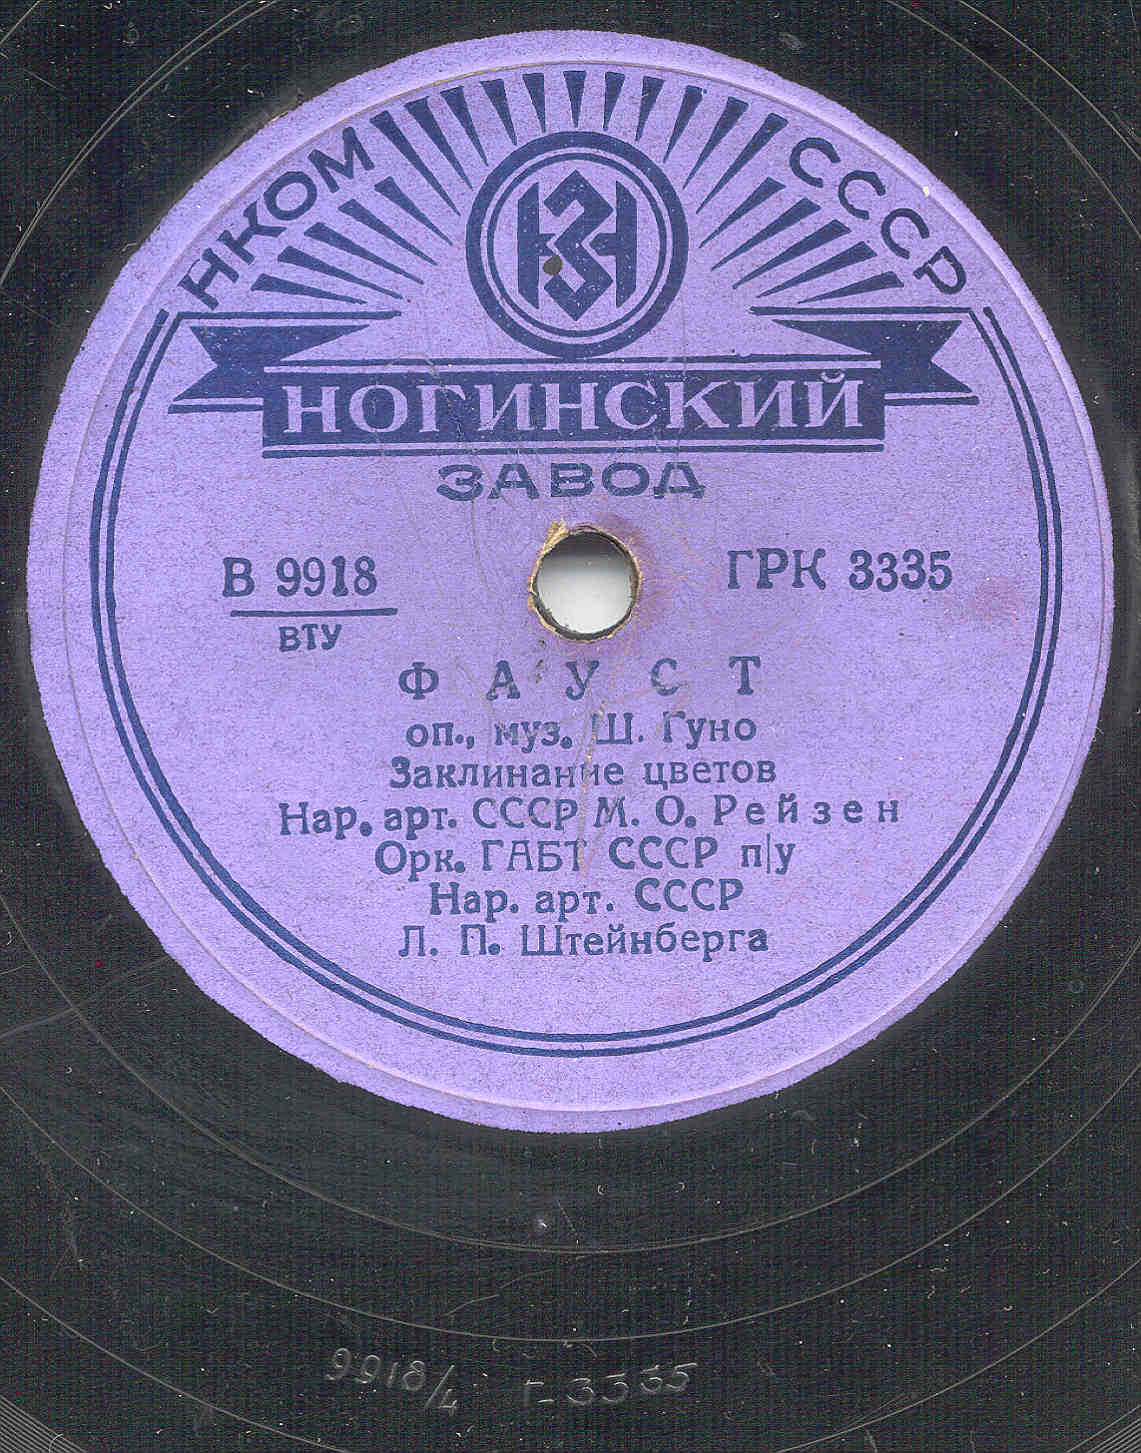 НКОМ СССР
НЗ
НОГИНСКИЙ
ЗАВОД
В 9918 ГРК 3335
ВТУ
ФАУСТ
оп., муз. Ш. Гуно
Заклинание цветов
Нар. арт. СССР М. О. Рейзен
Орк. ГАБТ СССР п/у
Нар. арт. СССР
Л. П. Штейнберга
9918/4 Г-3335